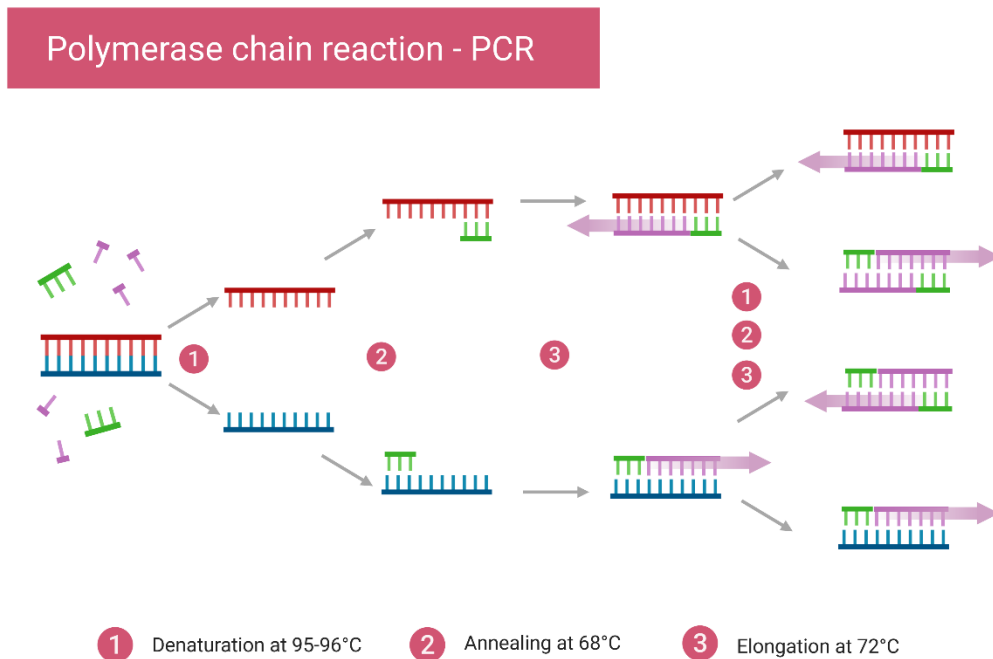 Polymerase chain reaction - PCR
1
2
3
1
2
3
1 Denaturation at 95-96°C
2 Annealing at 68°C
3 Elongation at 72°C